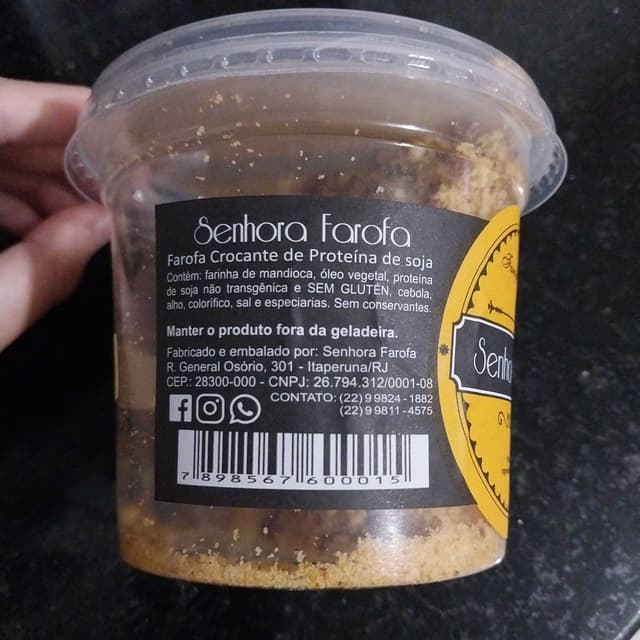 Senhora Farofa
Farofa Crocante de Proteína de soja
Contém: farinha de mandioca, óleo vegetal, proteína
de soja não transgênica e SEM GLUTÉN, cebola,
alho, colorífico, sal e especiarias. Sem conservantes.
Manter o produto fora da geladeira.
Fabricado e embalado por: Senhora Farofa
R. General Osório, 301 - Itaperuna/RJ
CEP.: 28300-000 - CNPJ: 26.794.312/0001-08
CONTATO: (22) 9 9824 - 1882
(22) 9 9811 - 4575
7 898567 600015
Senho